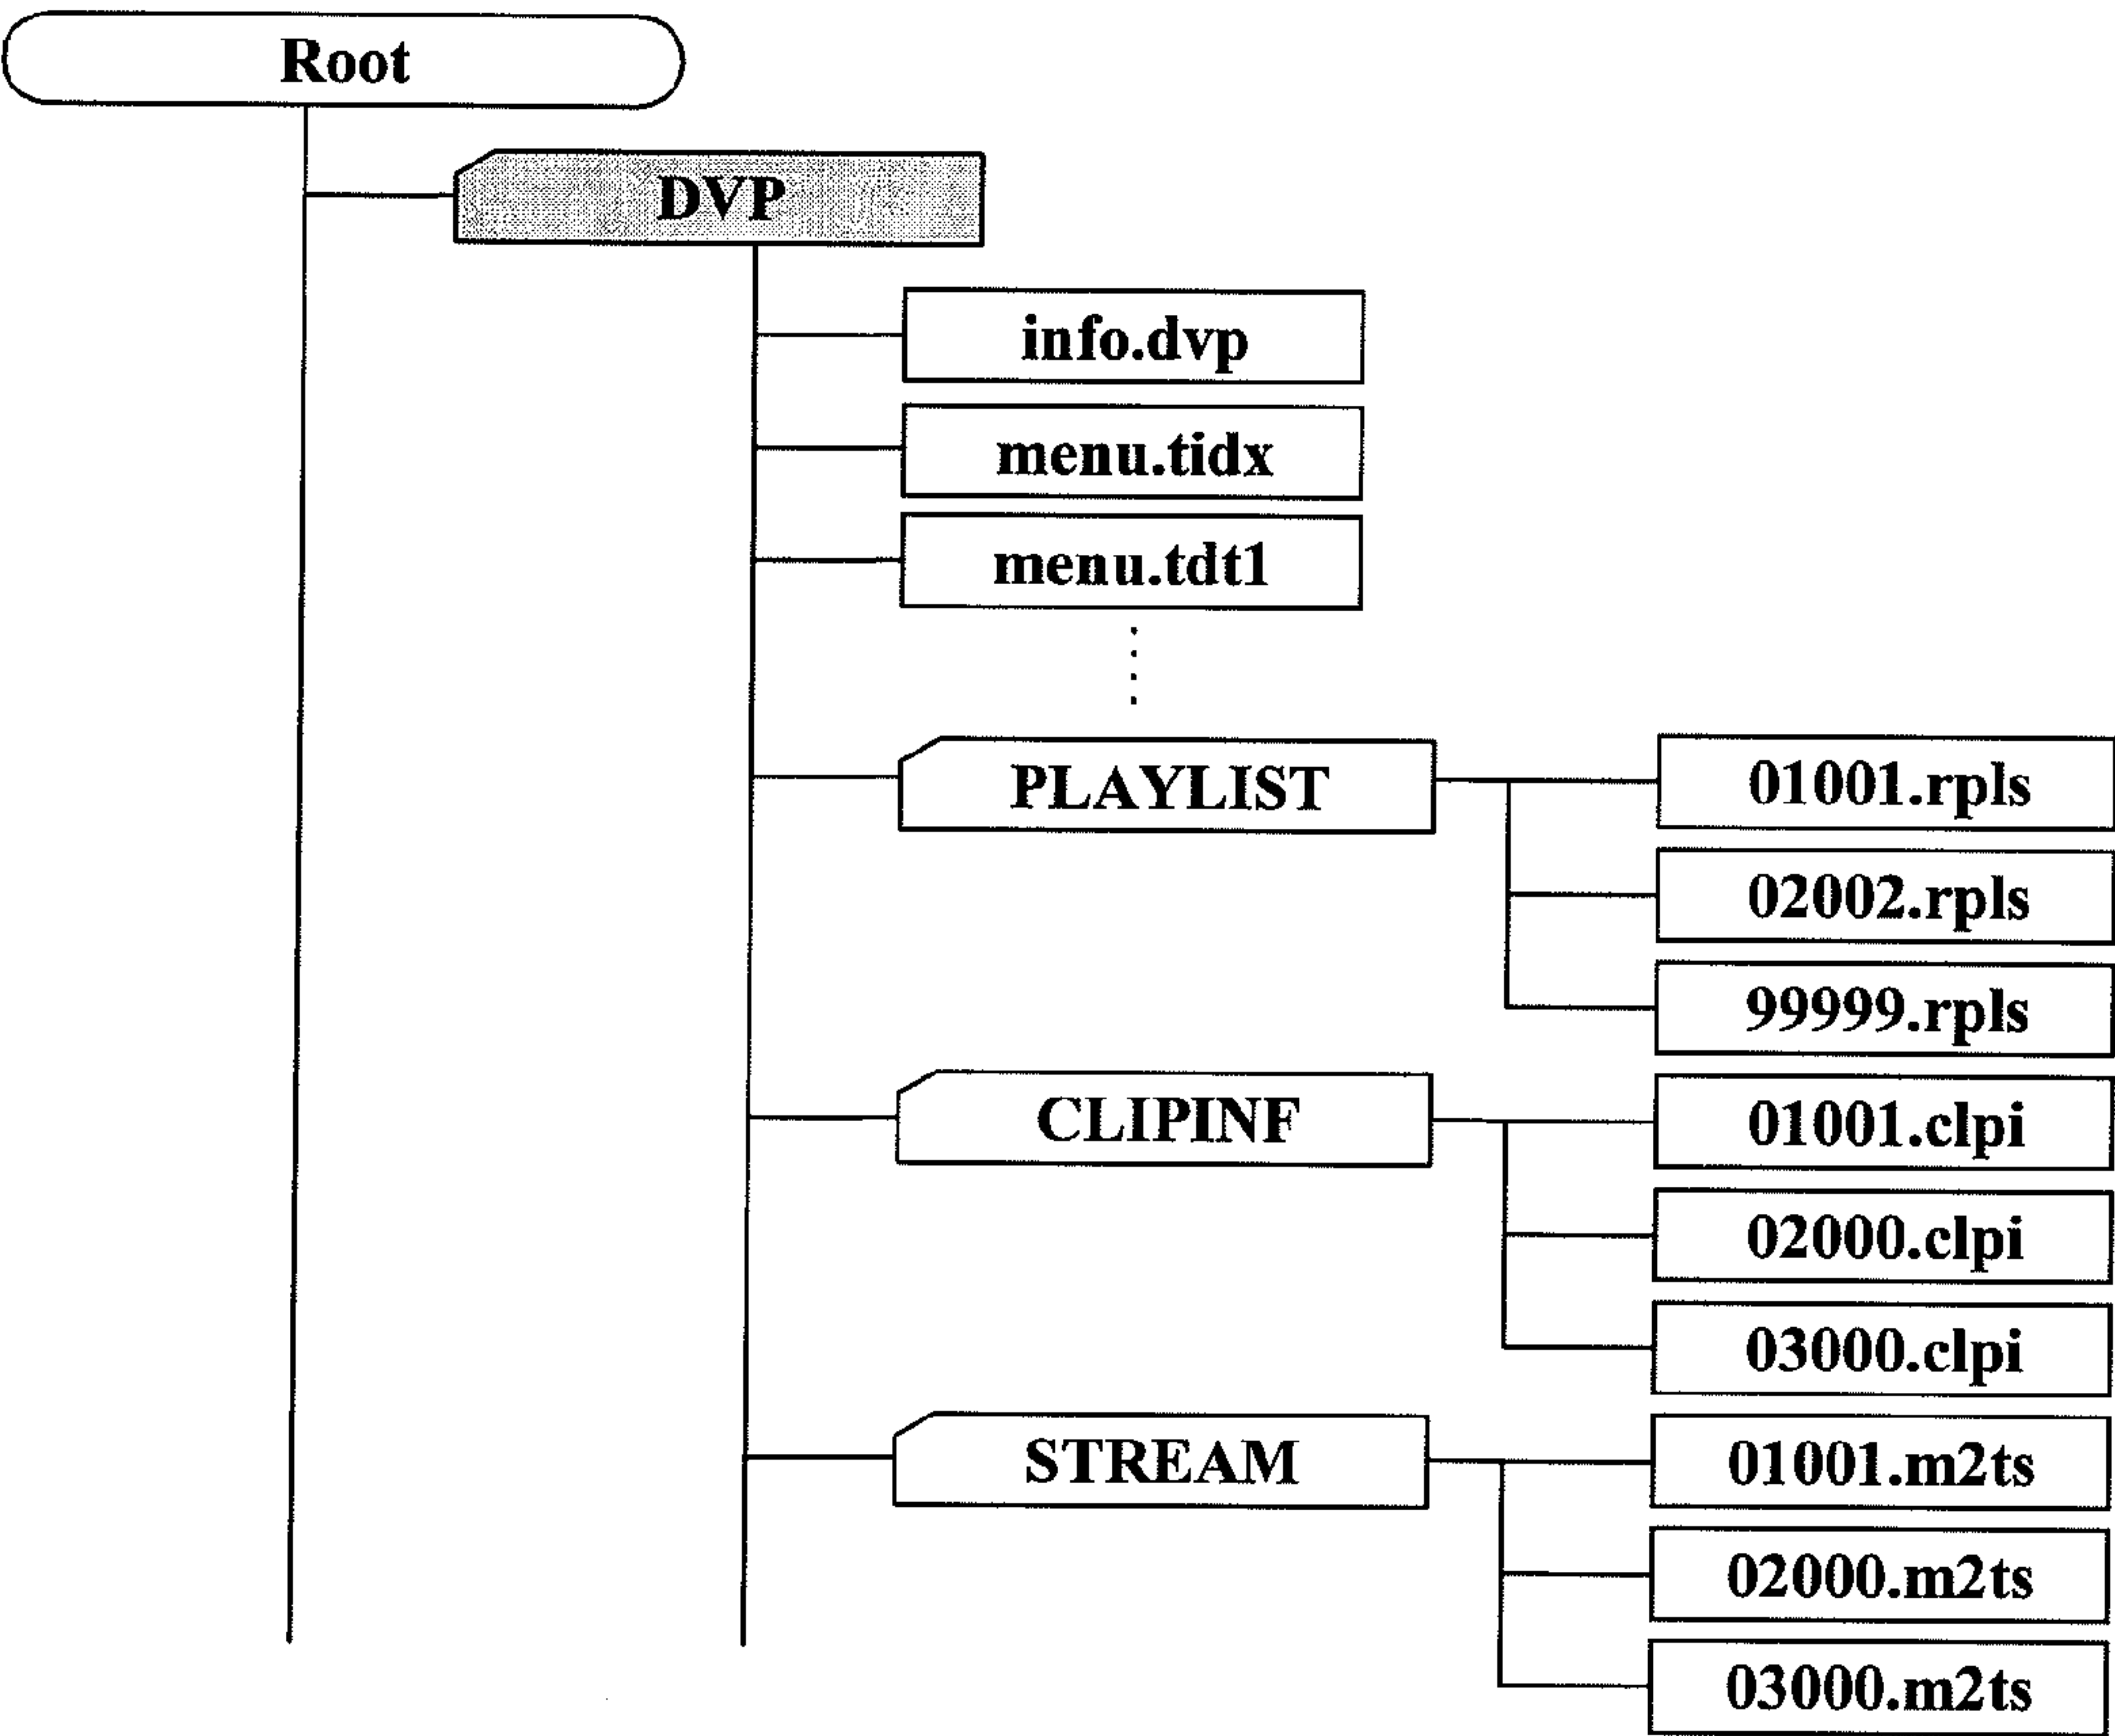 Root
DVP
info.dvp
menu.tidx
menu.tdt1
PLAYLIST
01001.rpls
02002.rpls
99999.rpls
CLIPINF
01001.clpi
02000.clpi
03000.clpi
STREAM
01001.m2ts
02000.m2ts
03000.m2ts